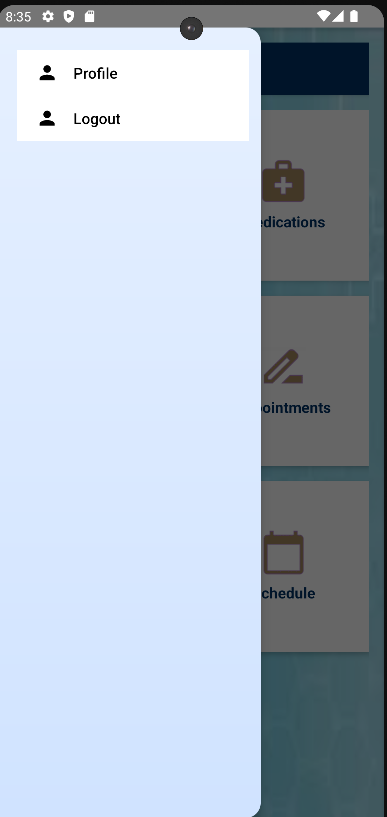 8:35
Profile
Logout
edications
ointments
chedule